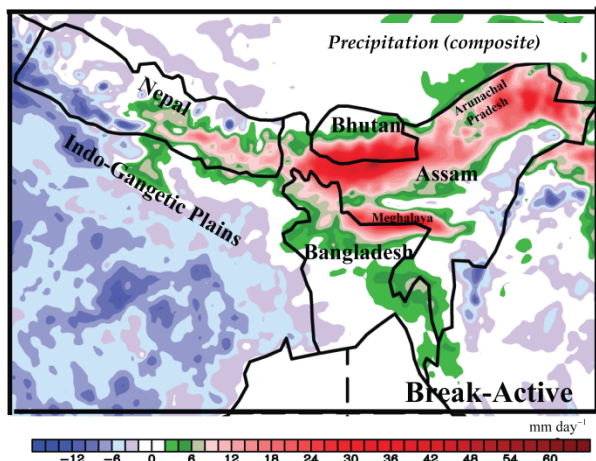 Precipitation (composite)
Nepal
Bhutan
Arunachal
Pradesh
Assam
Indo-Gangetic Plains
Meghalaya
Bangladesh
Break-Active
mm day⁻¹
−12 −6 0 6 12 18 24 30 36 42 48 54 60